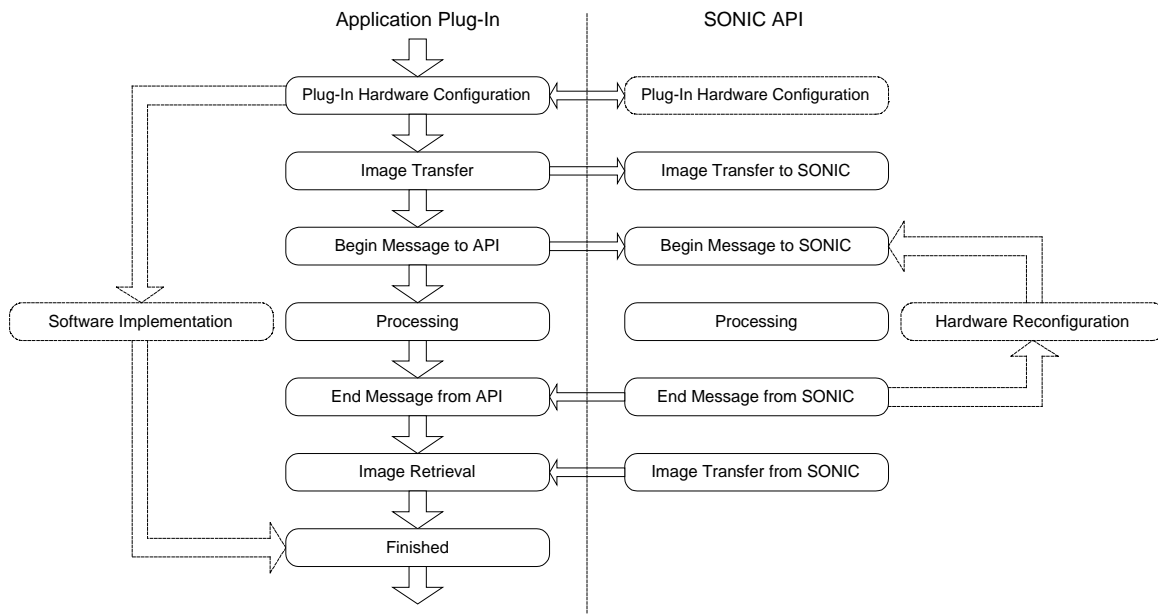 Application Plug-In
SONIC API
Plug-In Hardware Configuration
Plug-In Hardware Configuration
Image Transfer
Image Transfer to SONIC
Begin Message to API
Begin Message to SONIC
Software Implementation
Processing
Processing
Hardware Reconfiguration
End Message from API
End Message from SONIC
Image Retrieval
Image Transfer from SONIC
Finished